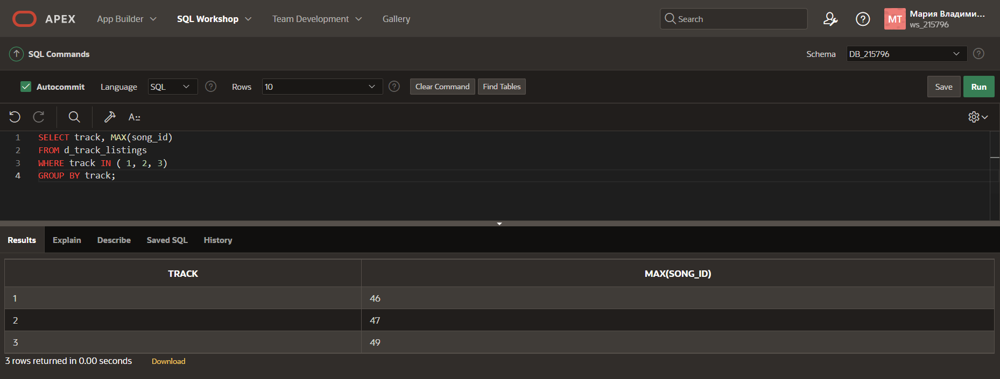 APEX App Builder SQL Workshop Team Development Gallery Search MT Мария Владими...
ws_215796
SQL Commands Schema DB_215796
Autocommit Language SQL Rows 10 Clear Command Find Tables Save Run
A
1 SELECT track, MAX(song_id)
2 FROM d_track_listings
3 WHERE track IN ( 1, 2, 3)
4 GROUP BY track;
Results Explain Describe Saved SQL History
TRACK MAX(SONG_ID)
1 46
2 47
3 49
3 rows returned in 0.00 seconds Download